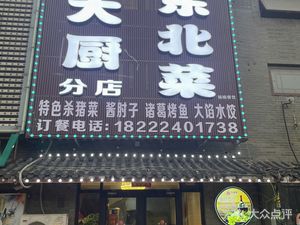 大厨
东北菜
分店
特色杀猪菜 酱肘子 诸葛烤鱼 大馅水饺
订餐电话:18222401738
大众点评